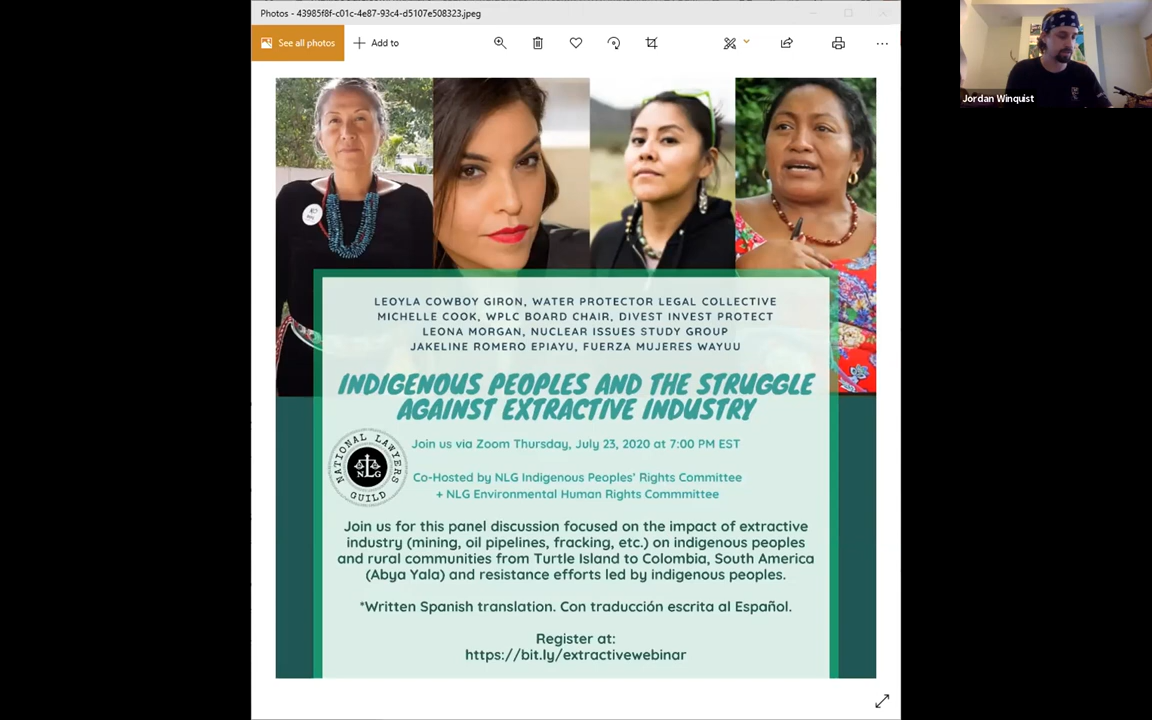 Photos - 43985f8f-c01c-4e87-93c4-d5107e508323.jpeg
See all photos
Add to
Jordan Winquist
LEOYLA COWBOY GIRON, WATER PROTECTOR LEGAL COLLECTIVE
MICHELLE COOK, WPLC BOARD CHAIR, DIVEST INVEST PROTECT
LEONA MORGAN, NUCLEAR ISSUES STUDY GROUP
JAKELINE ROMERO EPIAYU, FUERZA MUJERES WAYUU
INDIGENOUS PEOPLES AND THE STRUGGLE
AGAINST EXTRACTIVE INDUSTRY
NATIONAL LAWYERS
GUILD
NLG
Join us via Zoom Thursday, July 23, 2020 at 7:00 PM EST
Co-Hosted by NLG Indigenous Peoples' Rights Committee
+ NLG Environmental Human Rights Commmittee
Join us for this panel discussion focused on the impact of extractive
industry (mining, oil pipelines, fracking, etc.) on indigenous peoples
and rural communities from Turtle Island to Colombia, South America
(Abya Yala) and resistance efforts led by indigenous peoples.
*Written Spanish translation. Con traducción escrita al Español.
Register at:
https://bit.ly/extractivewebinar